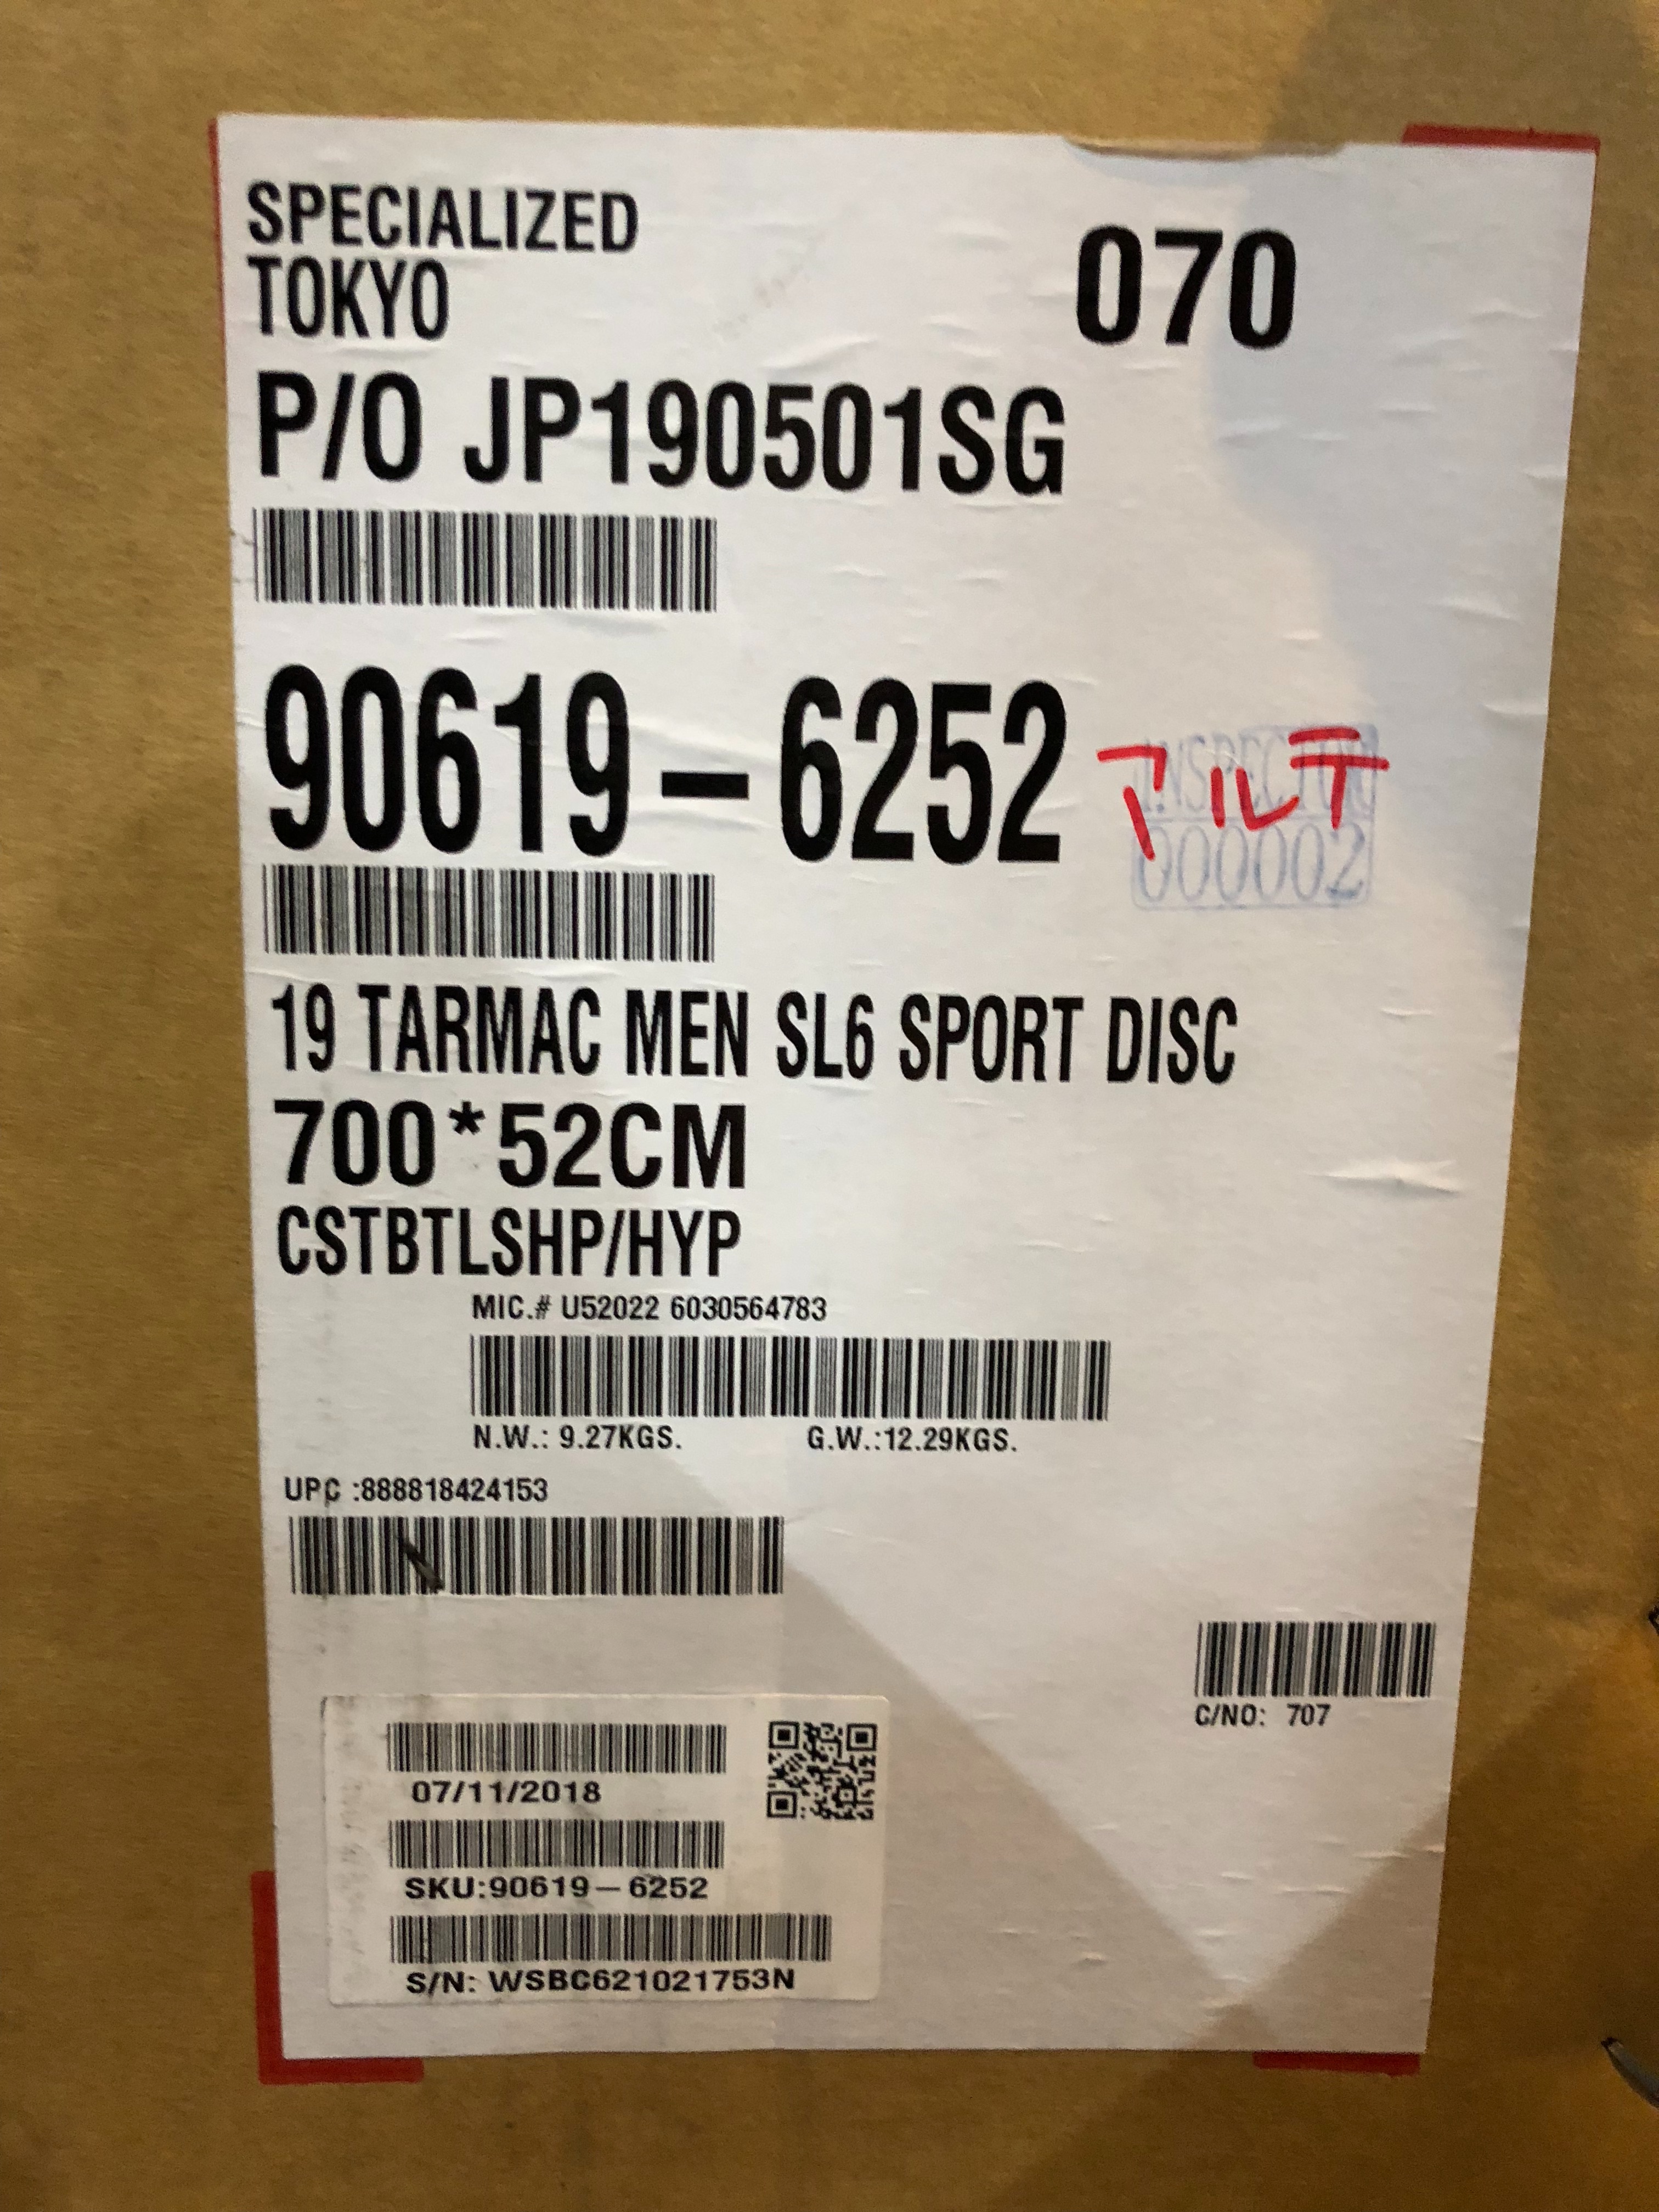 SPECIALIZED
TOKYO
070
P/O JP190501SG
90619-6252
アルテ
INSPECTOR
000002
19 TARMAC MEN SL6 SPORT DISC
700*52CM
CSTBTLSHP/HYP
MIC.# U52022 6030564783
N.W.: 9.27KGS. G.W.:12.29KGS.
UPC :888818424153
C/NO: 707
07/11/2018
SKU:90619-6252
S/N: WSBC621021753N